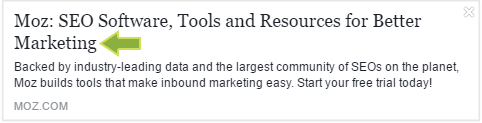 Moz: SEO Software, Tools and Resources for Better
Marketing
Backed by industry-leading data and the largest community of SEOs on the planet,
Moz builds tools that make inbound marketing easy. Start your free trial today!
MOZ.COM